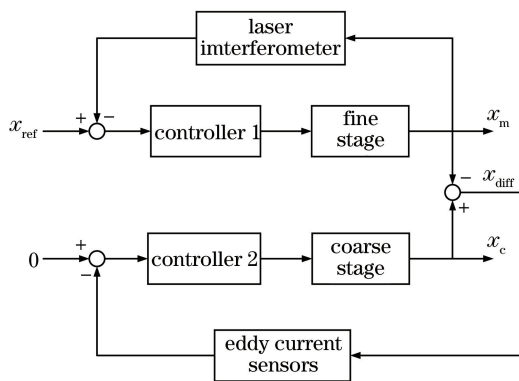 laser
imterferometer
+
−
x_ref
controller 1
fine
stage
x_m
−
x_diff
+
+
0
−
controller 2
coarse
stage
x_c
eddy current
sensors